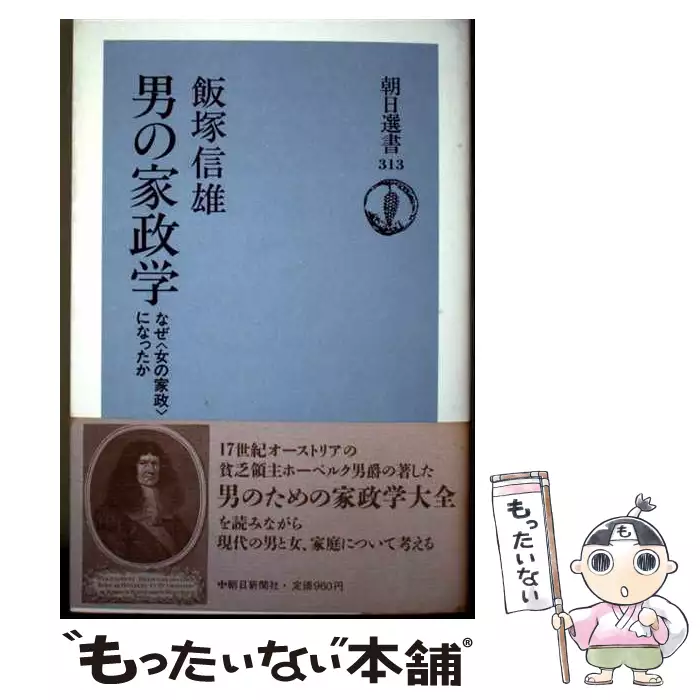 朝日選書
313
飯塚信雄
男の家政学
なぜ〈女の家政〉
になったか
17世紀オーストリアの
貧乏領主ホーベルク男爵の著した
男のための家政学大全
を読みながら
現代の男と女、家庭について考える
朝日新聞社・定価960円
もったいない
"もったいない本舗®